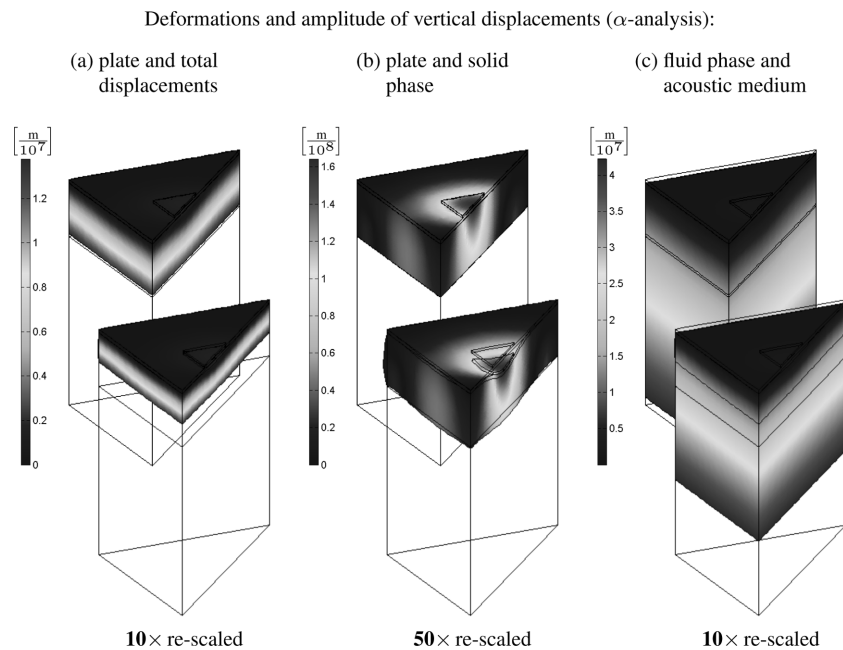 Deformations and amplitude of vertical displacements (α-analysis):
(a) plate and total
displacements
(b) plate and solid
phase
(c) fluid phase and
acoustic medium
[m/10^7]
1.2
1
0.8
0.6
0.4
0.2
0
[m/10^8]
1.6
1.4
1.2
1
0.8
0.6
0.4
0.2
0
[m/10^7]
4
3.5
3
2.5
2
1.5
1
0.5
10× re-scaled
50× re-scaled
10× re-scaled